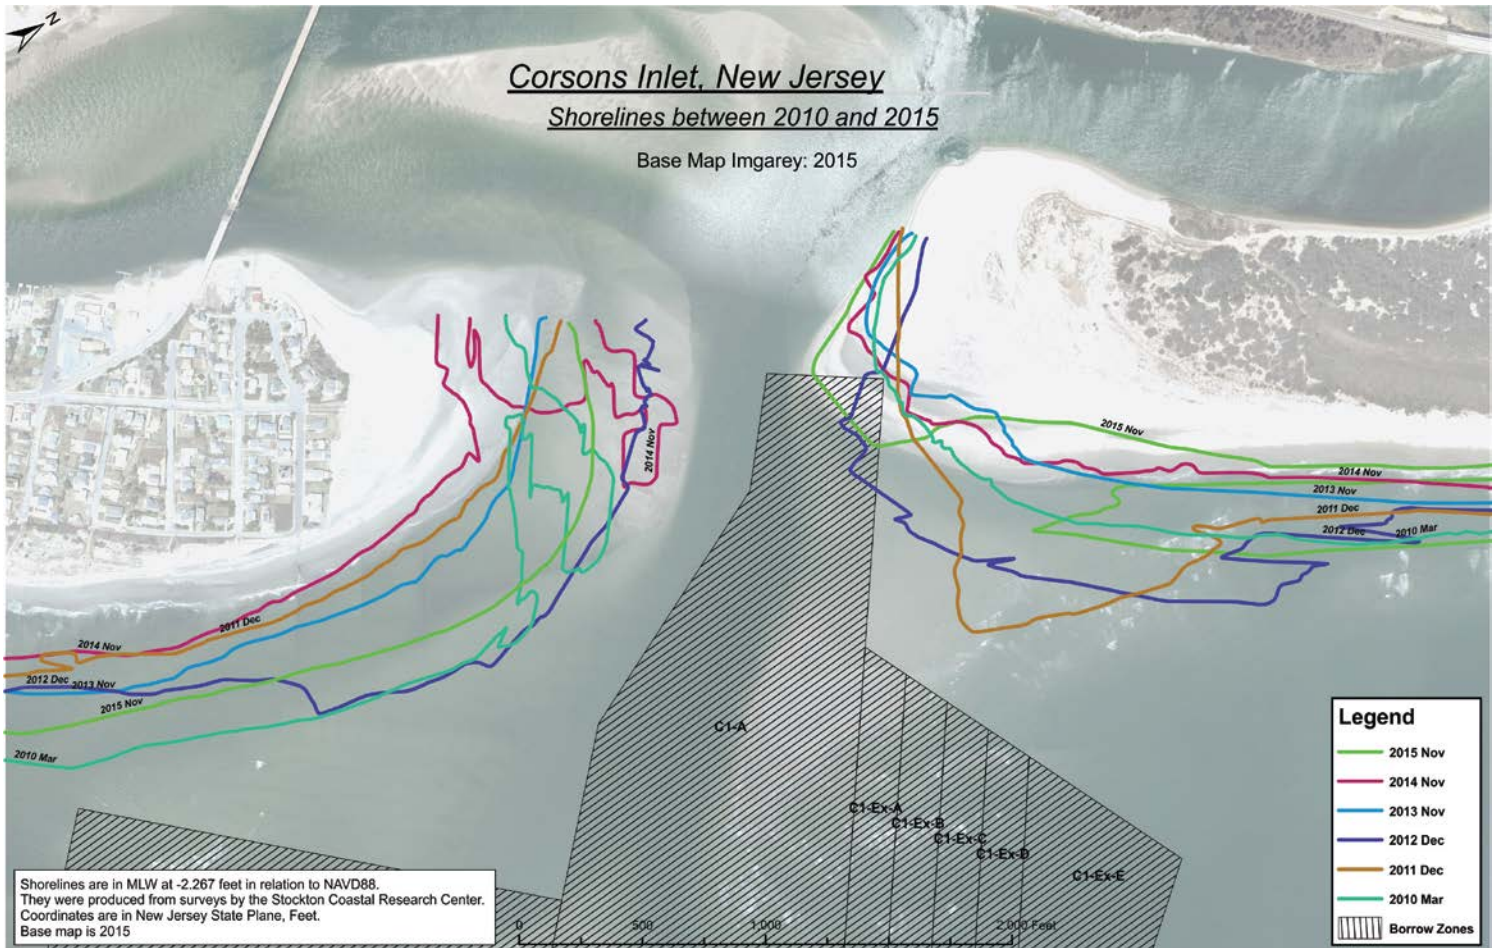 N
Corsons Inlet, New Jersey
Shorelines between 2010 and 2015
Base Map Imgarey: 2015
2015 Nov
2014 Nov
2014 Nov
2013 Nov
2011 Dec
2012 Dec
2010 Mar
2011 Dec
2014 Nov
2012 Dec
2013 Nov
2015 Nov
2010 Mar
C1-A
C1-Ex-A
C1-Ex-B
C1-Ex-C
C1-Ex-D
C1-Ex-E
Legend
2015 Nov
2014 Nov
2013 Nov
2012 Dec
2011 Dec
2010 Mar
Borrow Zones
Shorelines are in MLW at -2.267 feet in relation to NAVD88.
They were produced from surveys by the Stockton Coastal Research Center.
Coordinates are in New Jersey State Plane, Feet.
Base map is 2015
0 500 1,000 2,000 Feet